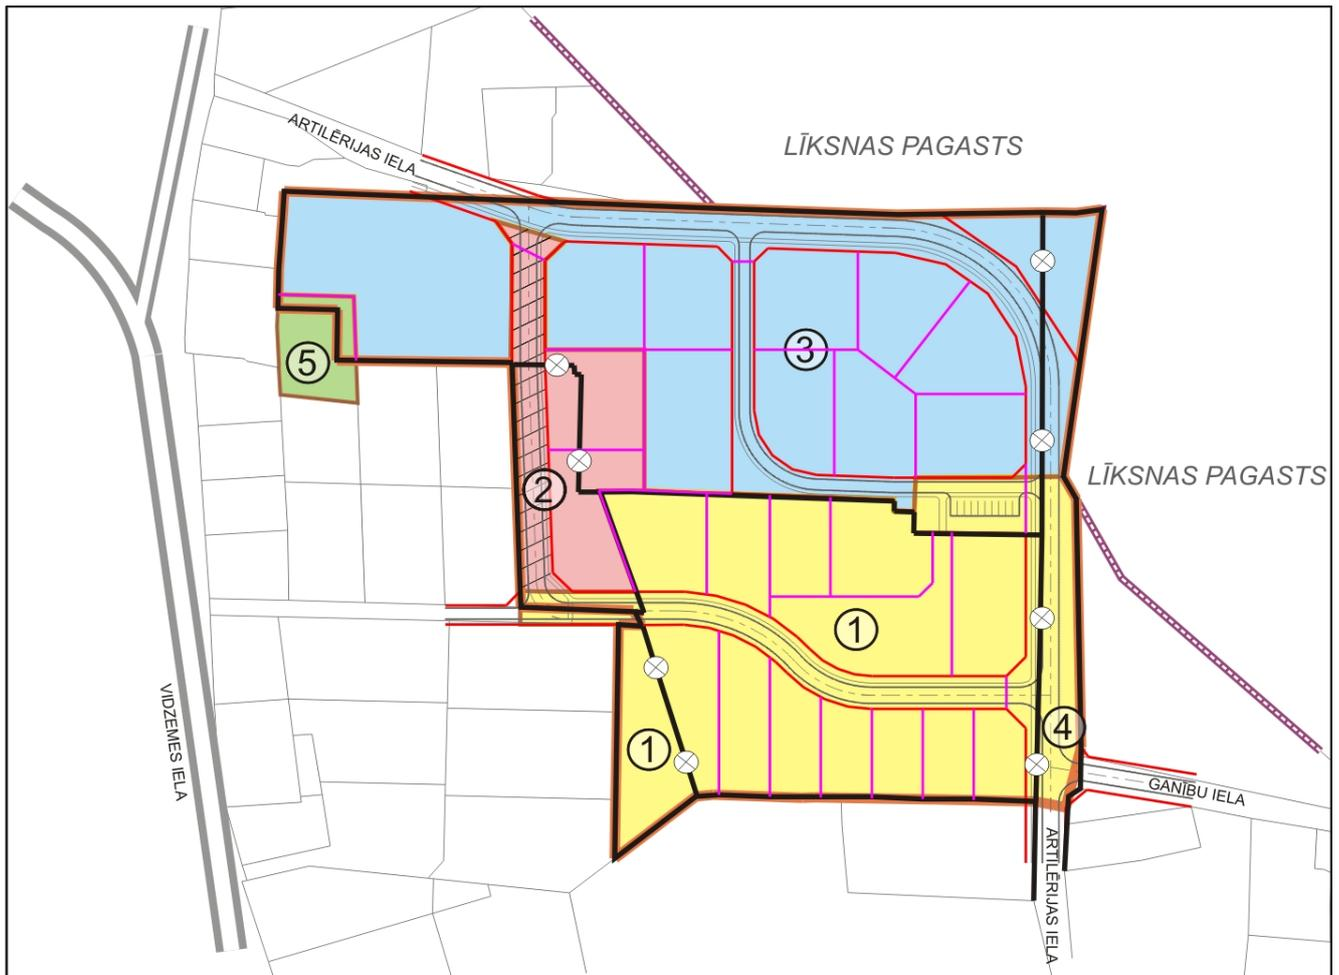 ARTILĒRIJAS IELA
LĪKSNAS PAGASTS
3
5
LĪKSNAS PAGASTS
2
1
VIDZEMES IELA
1
4
GANĪBU IELA
ARTILĒRIJAS IELA